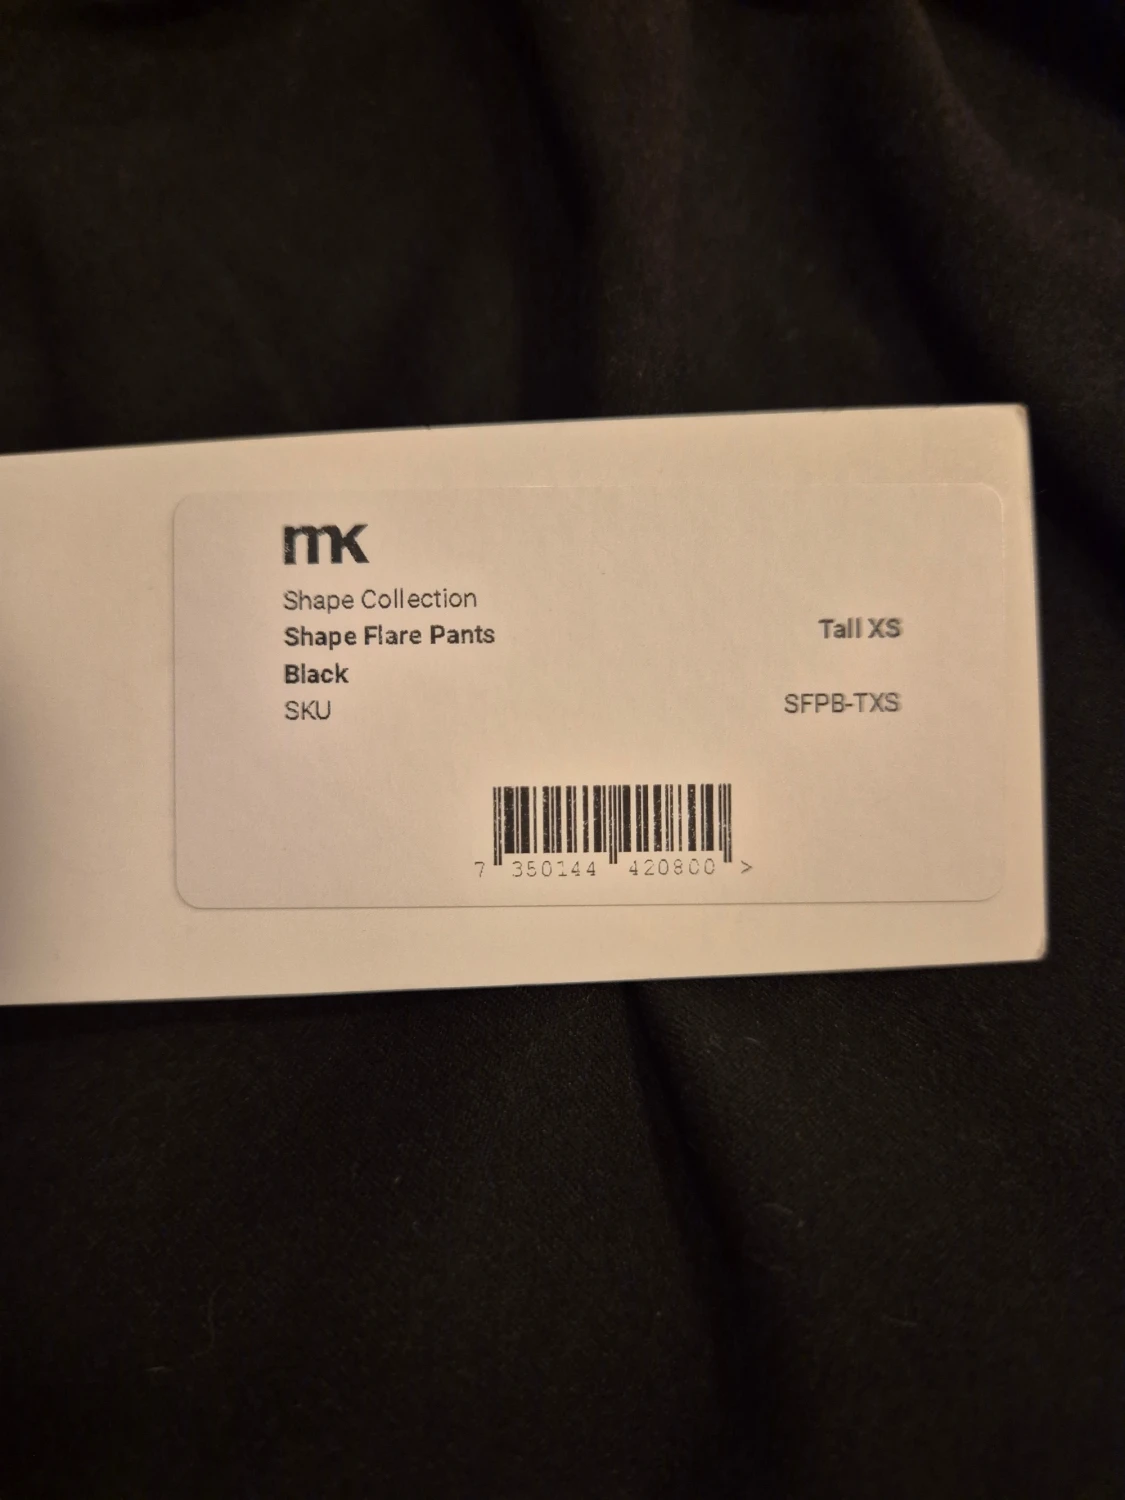 mk
Shape Collection
Shape Flare Pants
Tall XS
Black
SKU
SFPB-TXS
7 350144 420800 >